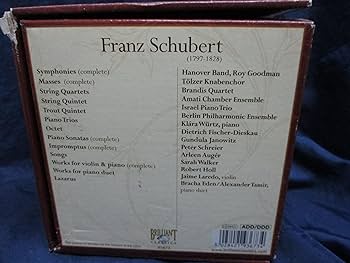 Franz Schubert
(1797-1828)
Symphonies (complete)
Masses (complete)
String Quartets
String Quintet
Trout Quintet
Piano Trios
Octet
Piano Sonatas (complete)
Impromptus (complete)
Songs
Works for violin & piano (complete)
Works for piano duet
Lazarus
Hanover Band, Roy Goodman
Tölzer Knabenchor
Brandis Quartet
Amati Chamber Ensemble
Israel Piano Trio
Berlin Philharmonic Ensemble
Klára Würtz, piano
Dietrich Fischer-Dieskau
Gundula Janowitz
Peter Schreier
Arleen Augér
Sarah Walker
Robert Holl
Jaime Laredo, violin
Bracha Eden/Alexander Tamir,
piano duet
BRILLIANT
CLASSICS
ADD/DDD